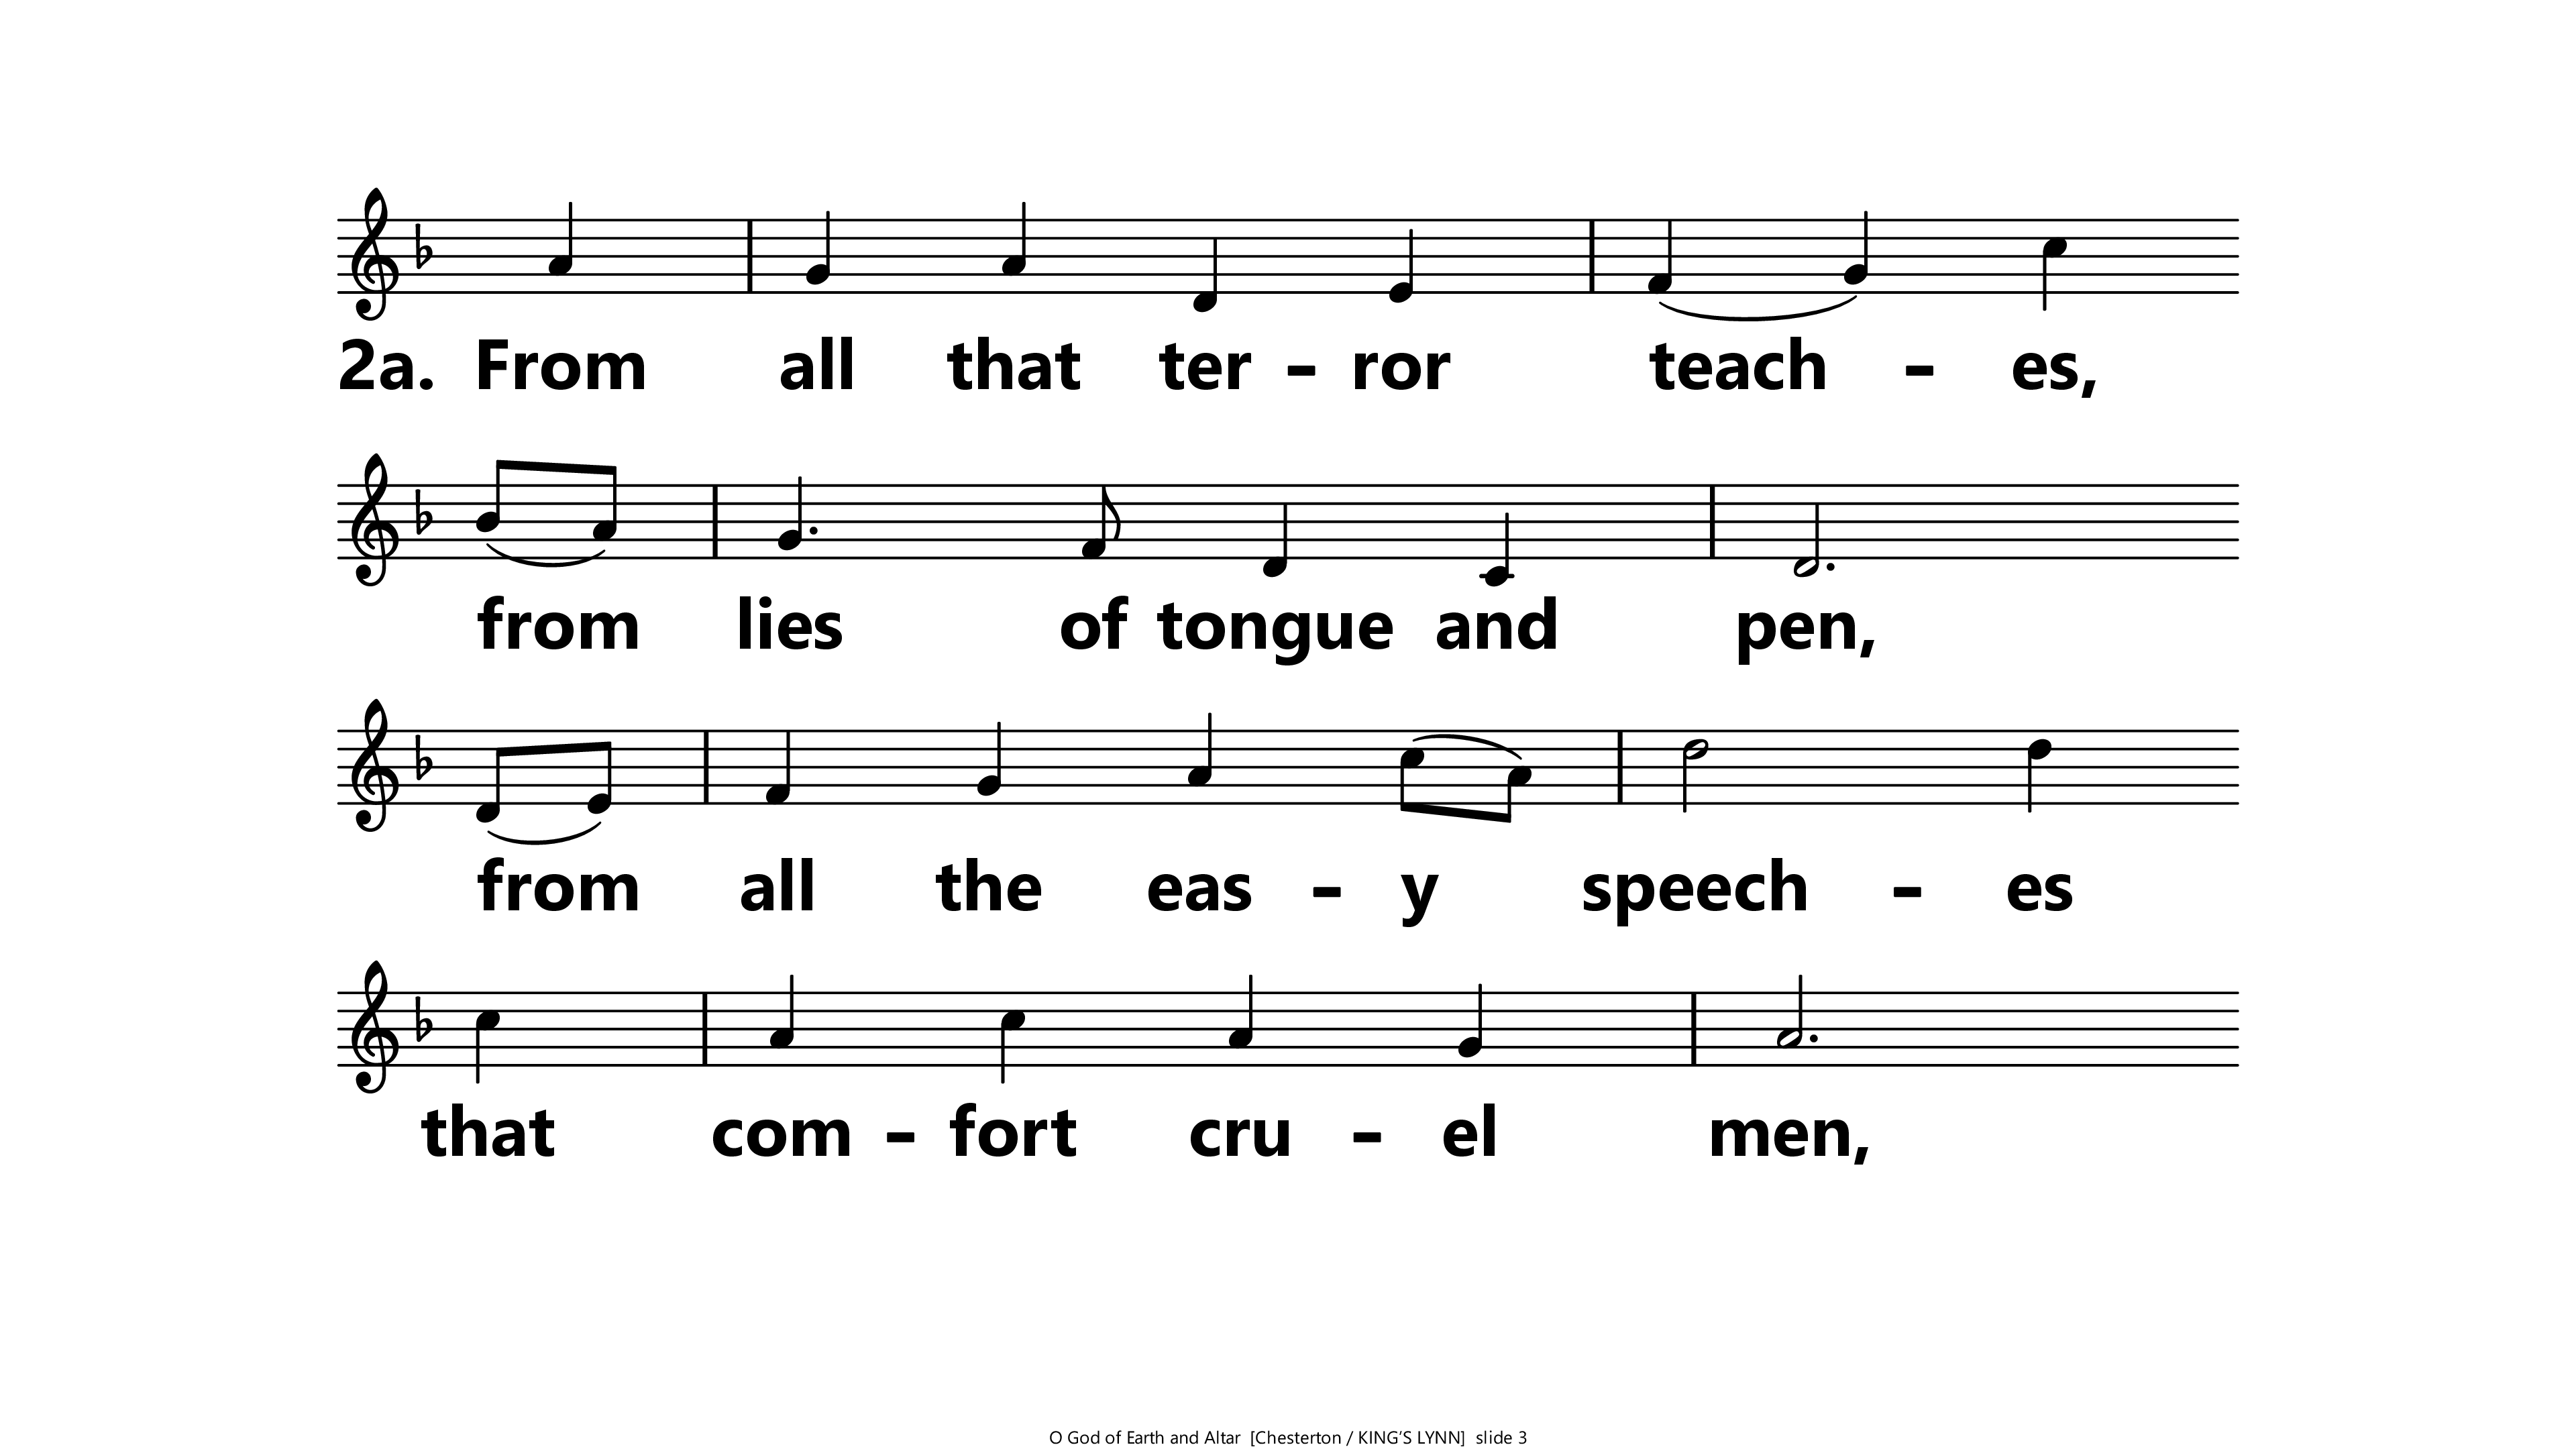 2a. From all that ter - ror teach - es,
from lies of tongue and pen,
from all the eas - y speech - es
that com - fort cru - el men,
O God of Earth and Altar [Chesterton / KING’S LYNN] slide 3